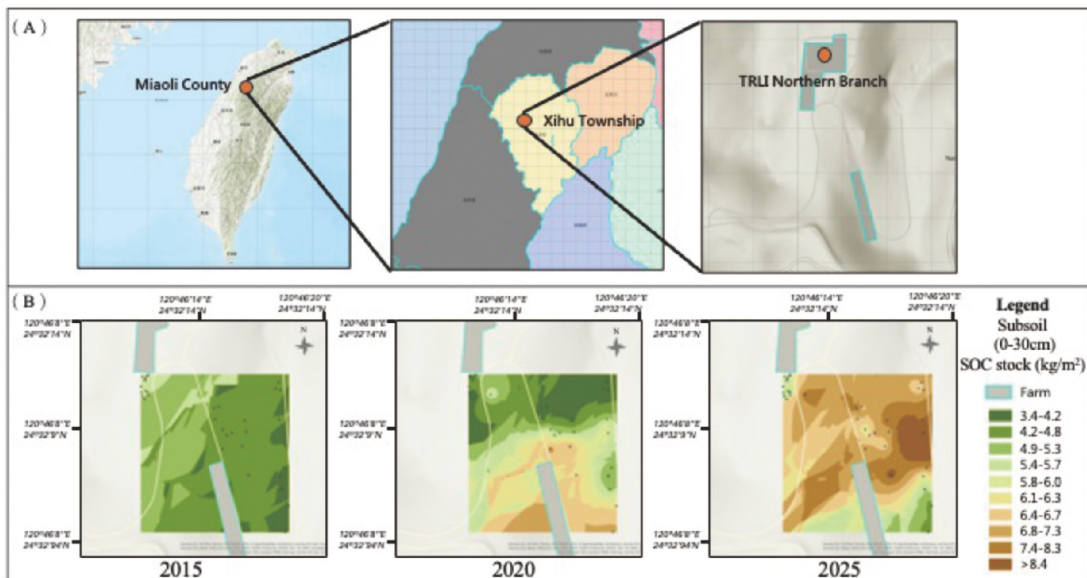 ( A )
Miaoli County
Xihu Township
TRLI Northern Branch
( B )
120°46'14"E
24°32'14"N
120°46'20"E
24°32'14"N
120°46'14"E
24°32'14"N
120°46'20"E
24°32'14"N
120°46'14"E
24°32'14"N
120°46'20"E
24°32'14"N
120°46'8"E
24°32'14"N
120°46'8"E
24°32'14"N
120°46'8"E
24°32'14"N
N
N
N
120°46'8"E
24°32'9"N
120°46'8"E
24°32'9"N
120°46'8"E
24°32'9"N
120°46'8"E
24°32'94"N
120°46'8"E
24°32'94"N
120°46'8"E
24°32'94"N
2015
2020
2025
Legend
Subsoil
(0-30cm)
SOC stock (kg/m²)
Farm
3.4-4.2
4.2-4.8
4.9-5.3
5.4-5.7
5.8-6.0
6.1-6.3
6.4-6.7
6.8-7.3
7.4-8.3
>8.4